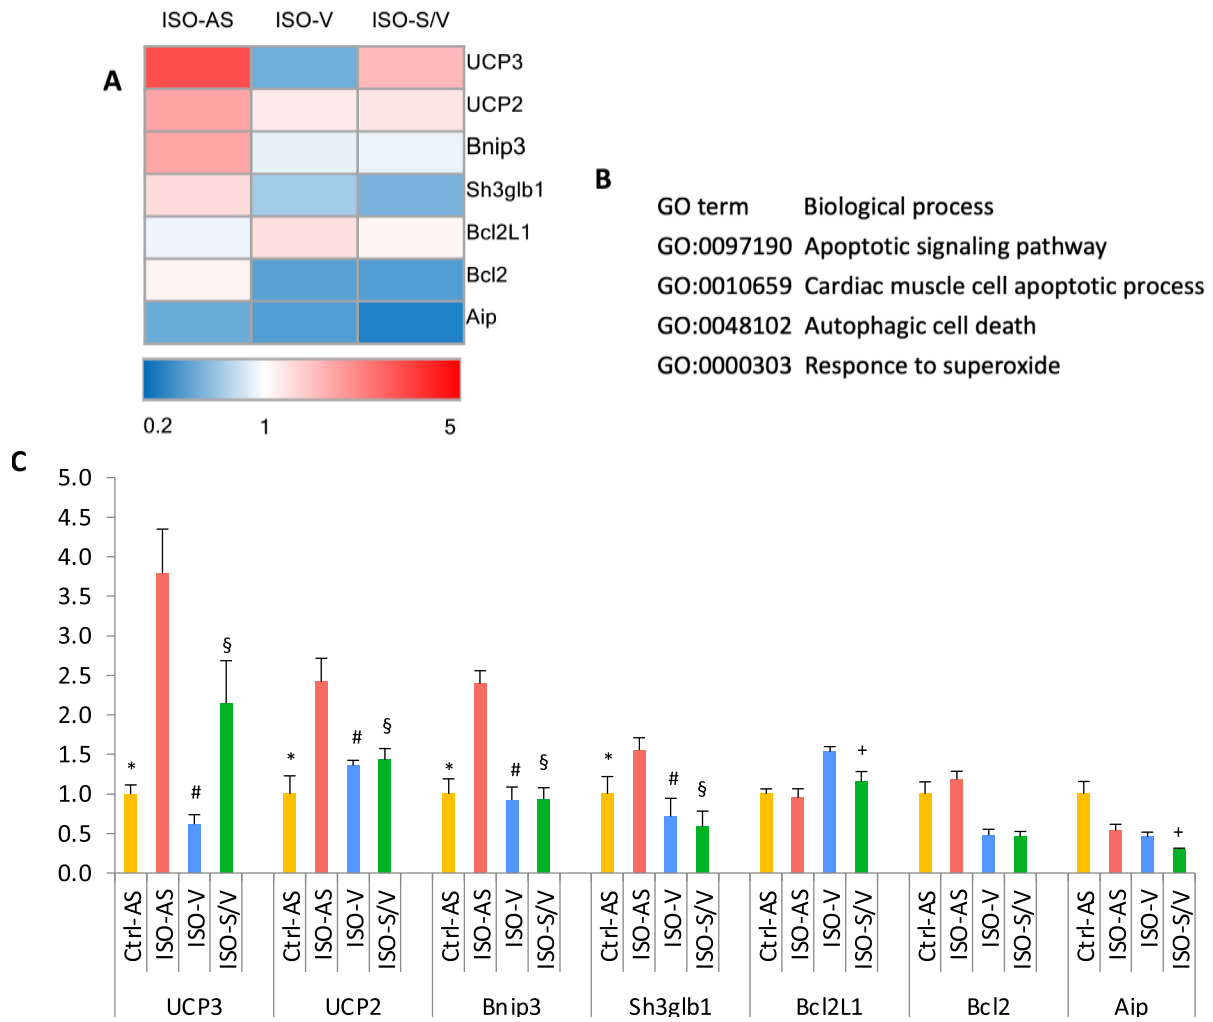 ISO-AS ISO-V ISO-S/V
A
UCP3
UCP2
Bnip3
Sh3glb1
Bcl2L1
Bcl2
Aip
0.2 1 5
B
GO term Biological process
GO:0097190 Apoptotic signaling pathway
GO:0010659 Cardiac muscle cell apoptotic process
GO:0048102 Autophagic cell death
GO:0000303 Responce to superoxide
C
5.0
4.5
4.0
3.5
3.0
2.5
2.0
1.5
1.0
0.5
0.0
* # §
* # §
* # §
* # §
+
+
Ctrl-AS ISO-AS ISO-V ISO-S/V
Ctrl-AS ISO-AS ISO-V ISO-S/V
Ctrl-AS ISO-AS ISO-V ISO-S/V
Ctrl-AS ISO-AS ISO-V ISO-S/V
Ctrl-AS ISO-AS ISO-V ISO-S/V
Ctrl-AS ISO-AS ISO-V ISO-S/V
Ctrl-AS ISO-AS ISO-V ISO-S/V
UCP3 UCP2 Bnip3 Sh3glb1 Bcl2L1 Bcl2 Aip